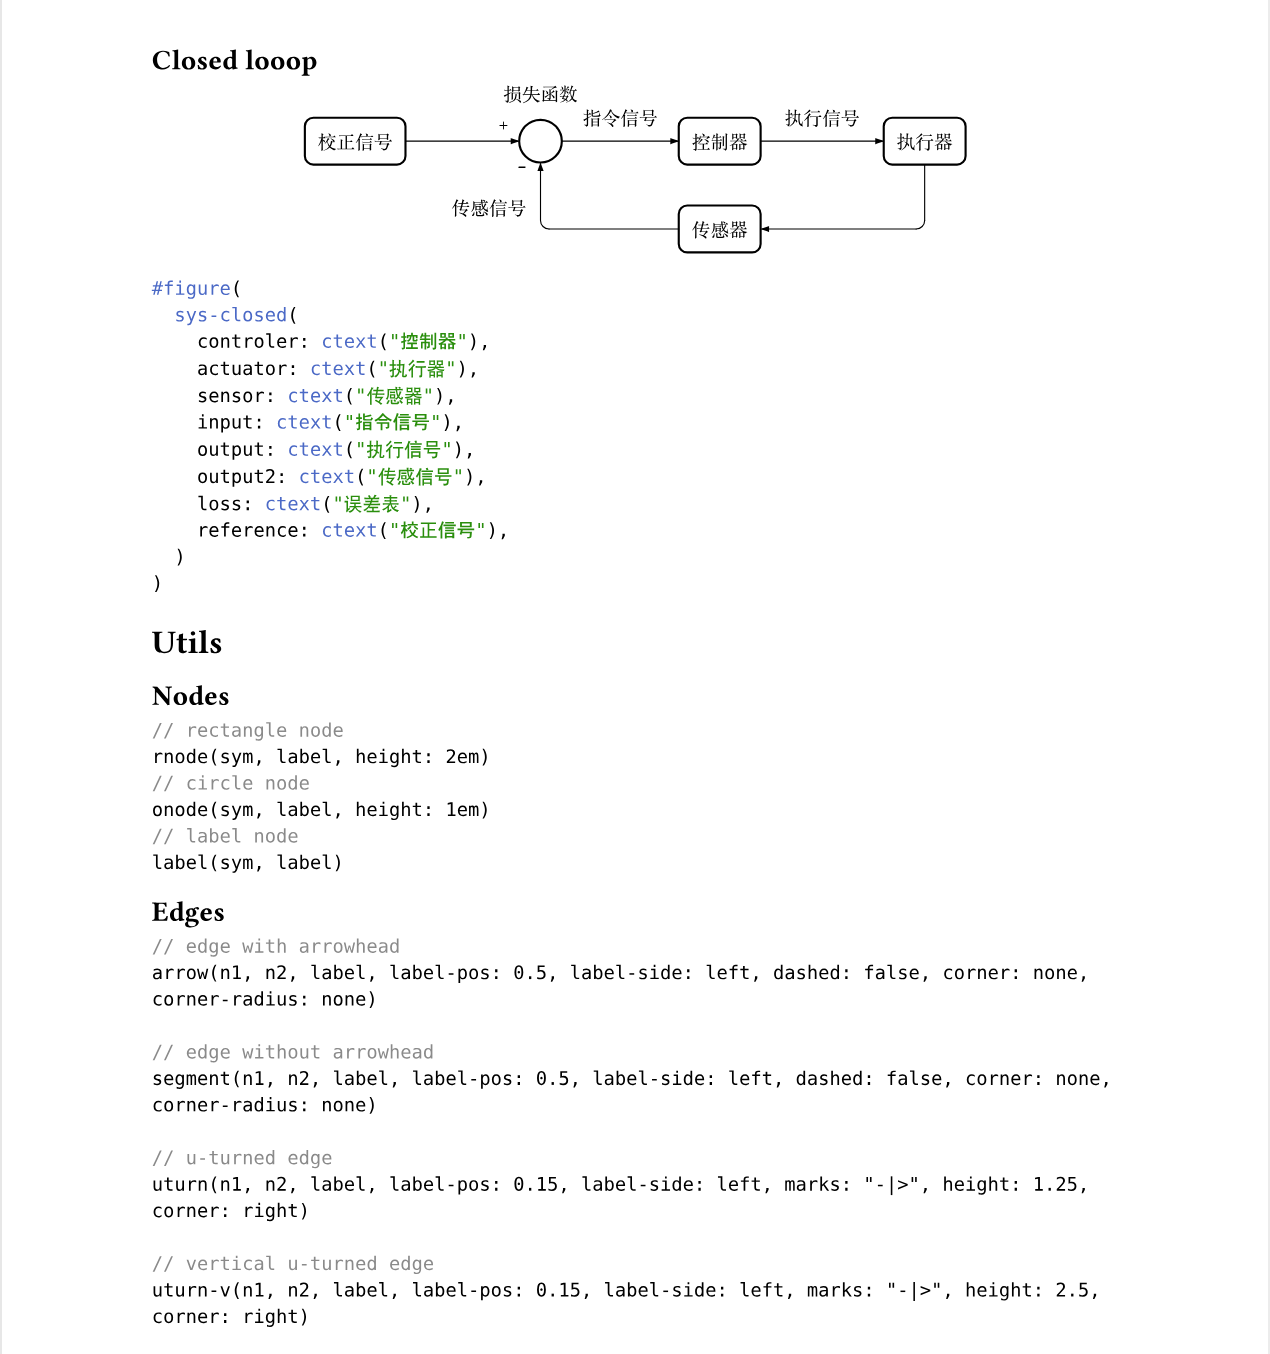 Closed looop
损失函数
+
指令信号
执行信号
校正信号
控制器
执行器
-
传感信号
传感器
#figure(
  sys-closed(
    controler: ctext("控制器"),
    actuator: ctext("执行器"),
    sensor: ctext("传感器"),
    input: ctext("指令信号"),
    output: ctext("执行信号"),
    output2: ctext("传感信号"),
    loss: ctext("误差表"),
    reference: ctext("校正信号"),
  )
)
Utils
Nodes
// rectangle node
rnode(sym, label, height: 2em)
// circle node
onode(sym, label, height: 1em)
// label node
label(sym, label)
Edges
// edge with arrowhead
arrow(n1, n2, label, label-pos: 0.5, label-side: left, dashed: false, corner: none,
corner-radius: none)
// edge without arrowhead
segment(n1, n2, label, label-pos: 0.5, label-side: left, dashed: false, corner: none,
corner-radius: none)
// u-turned edge
uturn(n1, n2, label, label-pos: 0.15, label-side: left, marks: "-|>", height: 1.25,
corner: right)
// vertical u-turned edge
uturn-v(n1, n2, label, label-pos: 0.15, label-side: left, marks: "-|>", height: 2.5,
corner: right)